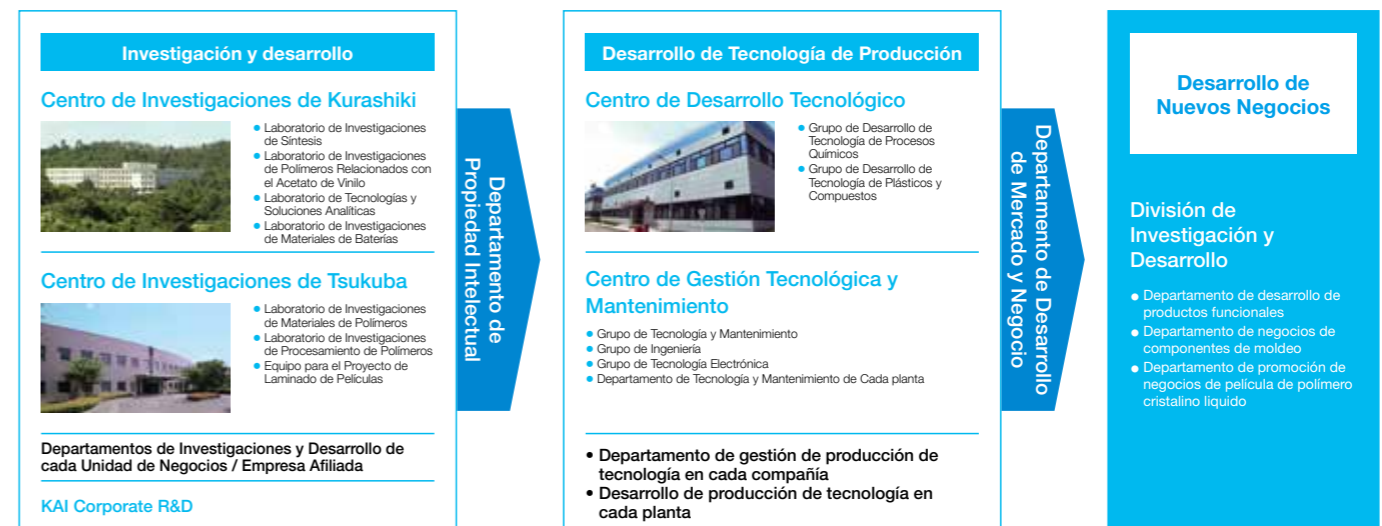 Investigación y desarrollo
Centro de Investigaciones de Kurashiki
• Laboratorio de Investigaciones
de Síntesis
• Laboratorio de Investigaciones
de Polímeros Relacionados con
el Acetato de Vinilo
• Laboratorio de Tecnologías y
Soluciones Analíticas
• Laboratorio de Investigaciones
de Materiales de Baterías
Centro de Investigaciones de Tsukuba
• Laboratorio de Investigaciones
de Materiales de Polímeros
• Laboratorio de Investigaciones
de Procesamiento de Polímeros
• Equipo para el Proyecto de
Laminado de Películas
Departamentos de Investigaciones y Desarrollo de
cada Unidad de Negocios / Empresa Afiliada
KAI Corporate R&D
Departamento de
Propiedad Intelectual
Desarrollo de Tecnología de Producción
Centro de Desarrollo Tecnológico
• Grupo de Desarrollo de
Tecnología de Procesos
Químicos
• Grupo de Desarrollo de
Tecnología de Plásticos y
Compuestos
Centro de Gestión Tecnológica y
Mantenimiento
• Grupo de Tecnología y Mantenimiento
• Grupo de Ingeniería
• Grupo de Tecnología Electrónica
• Departamento de Tecnología y Mantenimiento de Cada planta
• Departamento de gestión de producción de
tecnología en cada compañía
• Desarrollo de producción de tecnología en
cada planta
Departamento de Desarrollo
de Mercado y Negocio
Desarrollo de
Nuevos Negocios
División de
Investigación y
Desarrollo
• Departamento de desarrollo de
productos funcionales
• Departamento de negocios de
componentes de moldeo
• Departamento de promoción de
negocios de película de polímero
cristalino liquido